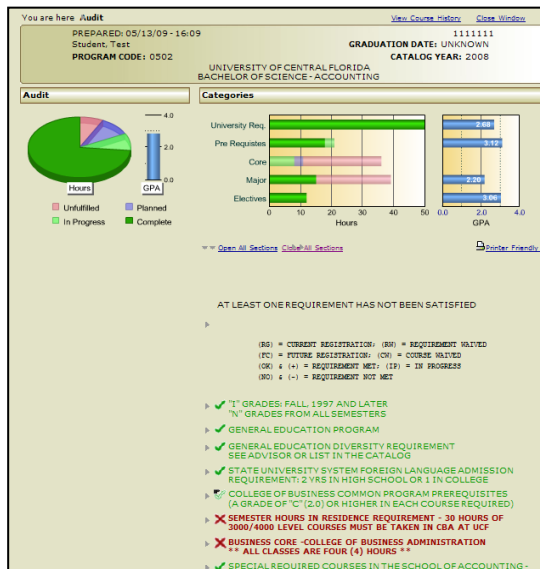 You are here Audit
View Course History Close Window
PREPARED: 05/13/09 - 16:09 1111111
Student, Test GRADUATION DATE: UNKNOWN
PROGRAM CODE: 0502 CATALOG YEAR: 2008
UNIVERSITY OF CENTRAL FLORIDA
BACHELOR OF SCIENCE - ACCOUNTING
Audit
4.0
2.0
0.0
Hours
GPA
Unfulfilled
Planned
In Progress
Complete
Categories
University Req.
Pre Requistes
Core
Major
Electives
0 10 20 30 40 50
Hours
2.68
3.12
2.20
3.06
0.0 2.0 4.0
GPA
Open All Sections Close All Sections
Printer Friendly
AT LEAST ONE REQUIREMENT HAS NOT BEEN SATISFIED
(RG) = CURRENT REGISTRATION; (RW) = REQUIREMENT WAIVED
(FC) = FUTURE REGISTRATION; (CW) = COURSE WAIVED
(OK) & (+) = REQUIREMENT MET; (IP) = IN PROGRESS
(NO) & (-) = REQUIREMENT NOT MET
"I" GRADES: FALL, 1997 AND LATER
"N" GRADES FROM ALL SEMESTERS
GENERAL EDUCATION PROGRAM
GENERAL EDUCATION DIVERSITY REQUIREMENT
SEE ADVISOR OR LIST IN THE CATALOG
STATE UNIVERSITY SYSTEM FOREIGN LANGUAGE ADMISSION
REQUIREMENT: 2 YRS IN HIGH SCHOOL OR 1 IN COLLEGE
COLLEGE OF BUSINESS COMMON PROGRAM PREREQUISITES
(A GRADE OF "C" (2.0) OR HIGHER IN EACH COURSE REQUIRED)
SEMESTER HOURS IN RESIDENCE REQUIREMENT - 30 HOURS OF
3000/4000 LEVEL COURSES MUST BE TAKEN IN CBA AT UCF
BUSINESS CORE -COLLEGE OF BUSINESS ADMINISTRATION
** ALL CLASSES ARE FOUR (4) HOURS **
SPECIAL REQUIRED COURSES IN THE SCHOOL OF ACCOUNTING -